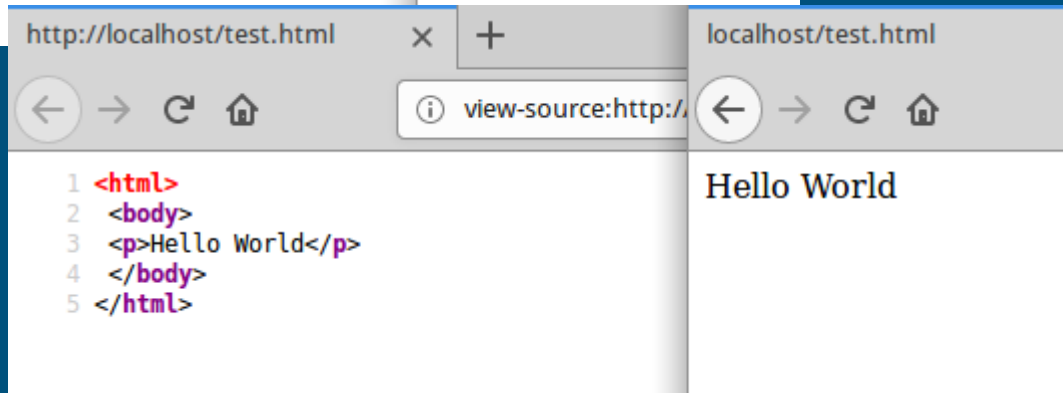 http://localhost/test.html
view-source:http:/
1 <html>
2 <body>
3 <p>Hello World</p>
4 </body>
5 </html>
localhost/test.html
Hello World